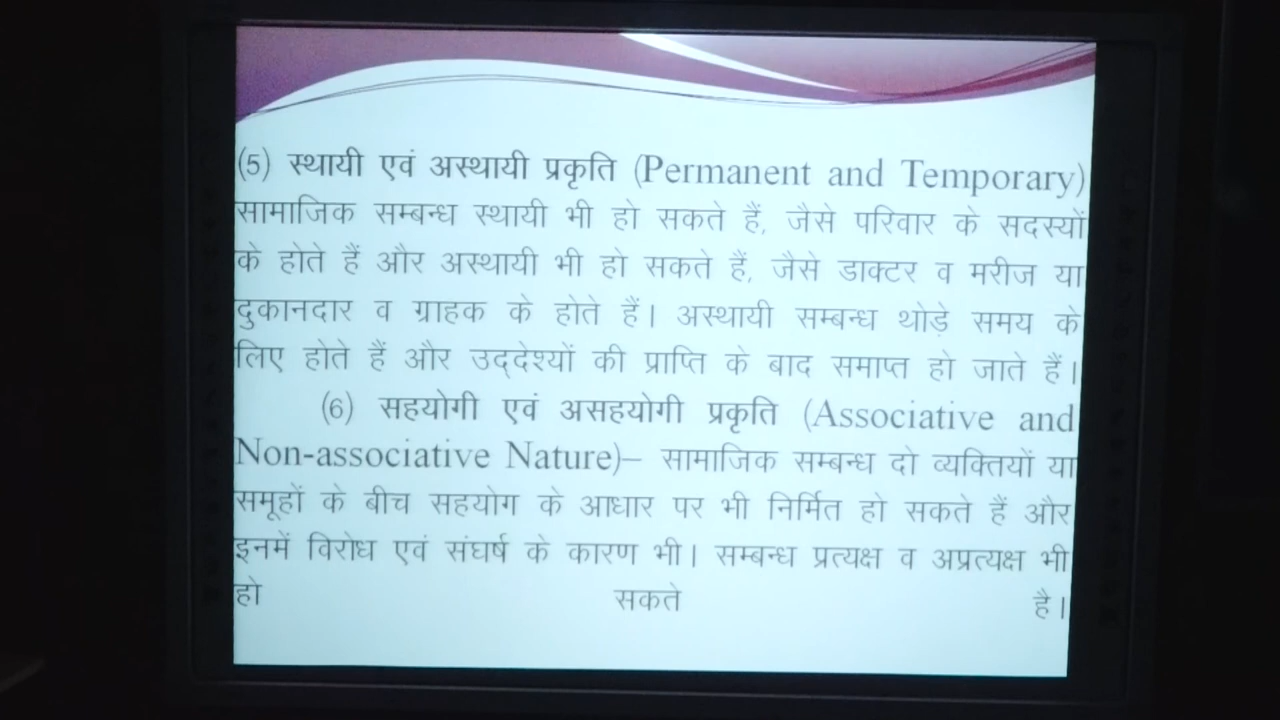 (5) स्थायी एवं अस्थायी प्रकृति (Permanent and Temporary)
सामाजिक सम्बन्ध स्थायी भी हो सकते हैं, जैसे परिवार के सदस्यों
के होते हैं और अस्थायी भी हो सकते हैं, जैसे डाक्टर व मरीज या
दुकानदार व ग्राहक के होते हैं। अस्थायी सम्बन्ध थोड़े समय के
लिए होते हैं और उद्‌देश्यों की प्राप्ति के बाद समाप्त हो जाते हैं।
(6) सहयोगी एवं असहयोगी प्रकृति (Associative and
Non-associative Nature)– सामाजिक सम्बन्ध दो व्यक्तियों या
समूहों के बीच सहयोग के आधार पर भी निर्मित हो सकते हैं और
इनमें विरोध एवं संघर्ष के कारण भी। सम्बन्ध प्रत्यक्ष व अप्रत्यक्ष भी
हो सकते है।